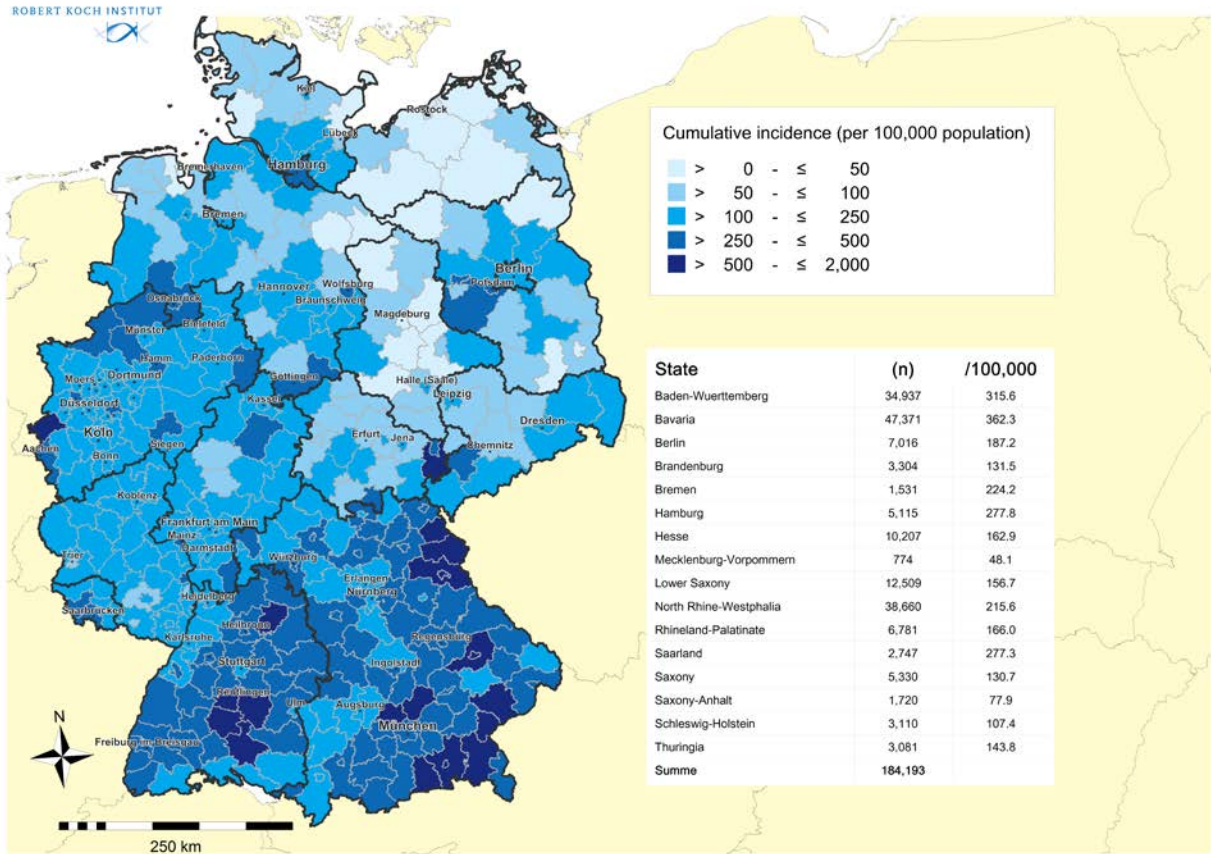 ROBERT KOCH INSTITUT
Kiel
Rostock
Lübeck
Bremerhaven
Hamburg
Bremen
Berlin
Potsdam
Wolfsburg
Hannover
Braunschweig
Osnabrück
Magdeburg
Münster
Bielefeld
Hamm
Paderborn
Moers
Dortmund
Göttingen
Halle (Saale)
Leipzig
Düsseldorf
Kassel
Dresden
Köln
Erfurt
Jena
Chemnitz
Aachen
Siegen
Bonn
Koblenz
Frankfurt am Main
Mainz
Darmstadt
Würzburg
Trier
Erlangen
Nürnberg
Heidelberg
Saarbrücken
Heilbronn
Karlsruhe
Regensburg
Stuttgart
Ingolstadt
Reutlingen
Ulm
Augsburg
München
Freiburg im Breisgau
N
250 km
Cumulative incidence (per 100,000 population)
> 0 - ≤ 50
> 50 - ≤ 100
> 100 - ≤ 250
> 250 - ≤ 500
> 500 - ≤ 2,000
State (n) /100,000
Baden-Wuerttemberg 34,937 315.6
Bavaria 47,371 362.3
Berlin 7,016 187.2
Brandenburg 3,304 131.5
Bremen 1,531 224.2
Hamburg 5,115 277.8
Hesse 10,207 162.9
Mecklenburg-Vorpommern 774 48.1
Lower Saxony 12,509 156.7
North Rhine-Westphalia 38,660 215.6
Rhineland-Palatinate 6,781 166.0
Saarland 2,747 277.3
Saxony 5,330 130.7
Saxony-Anhalt 1,720 77.9
Schleswig-Holstein 3,110 107.4
Thuringia 3,081 143.8
Summe 184,193